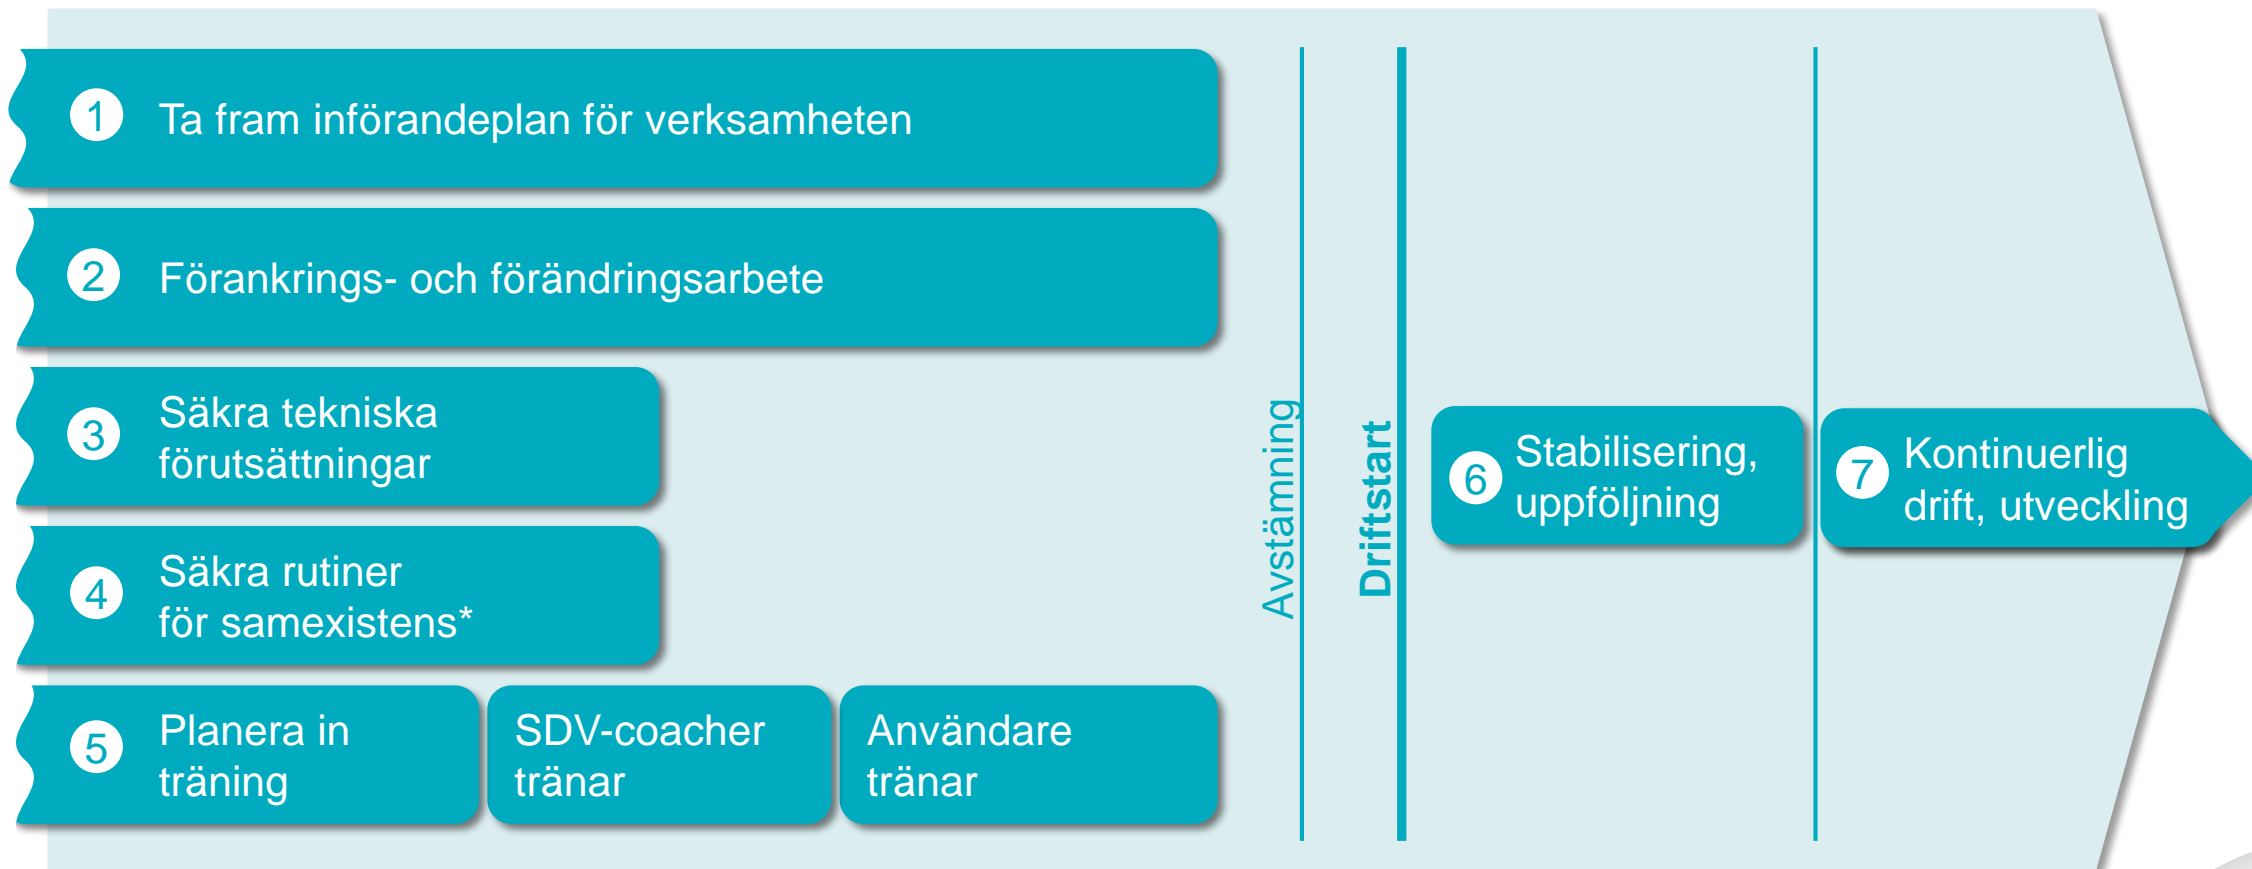 1 Ta fram införandeplan för verksamheten
2 Förankrings- och förändringsarbete
3 Säkra tekniska
förutsättningar
4 Säkra rutiner
för samexistens*
5 Planera in
träning
SDV-coacher
tränar
Användare
tränar
Avstämning
Driftstart
6 Stabilisering,
uppföljning
7 Kontinuerlig
drift, utveckling